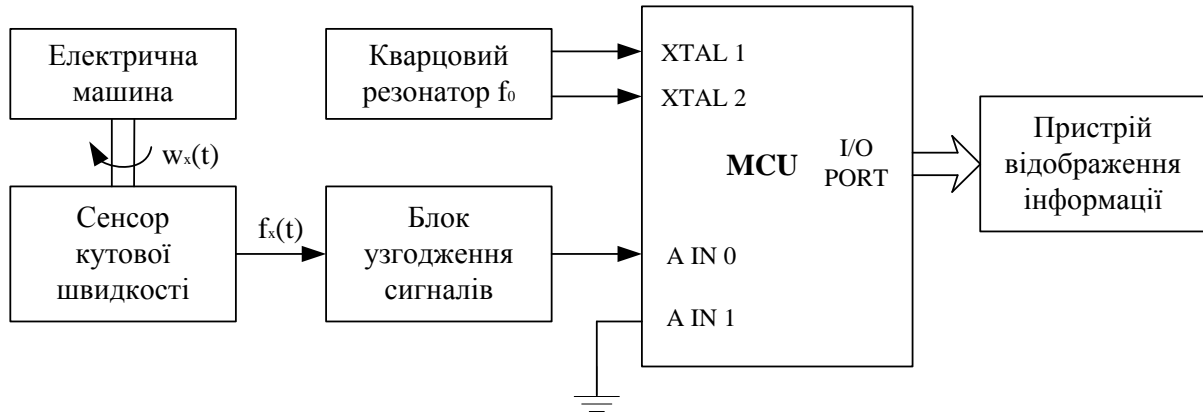 Електрична
машина
wₓ(t)
Сенсор
кутової
швидкості
fₓ(t)
Кварцовий
резонатор f₀
Блок
узгодження
сигналів
XTAL 1
XTAL 2
MCU
I/O
PORT
A IN 0
A IN 1
Пристрій
відображення
інформації